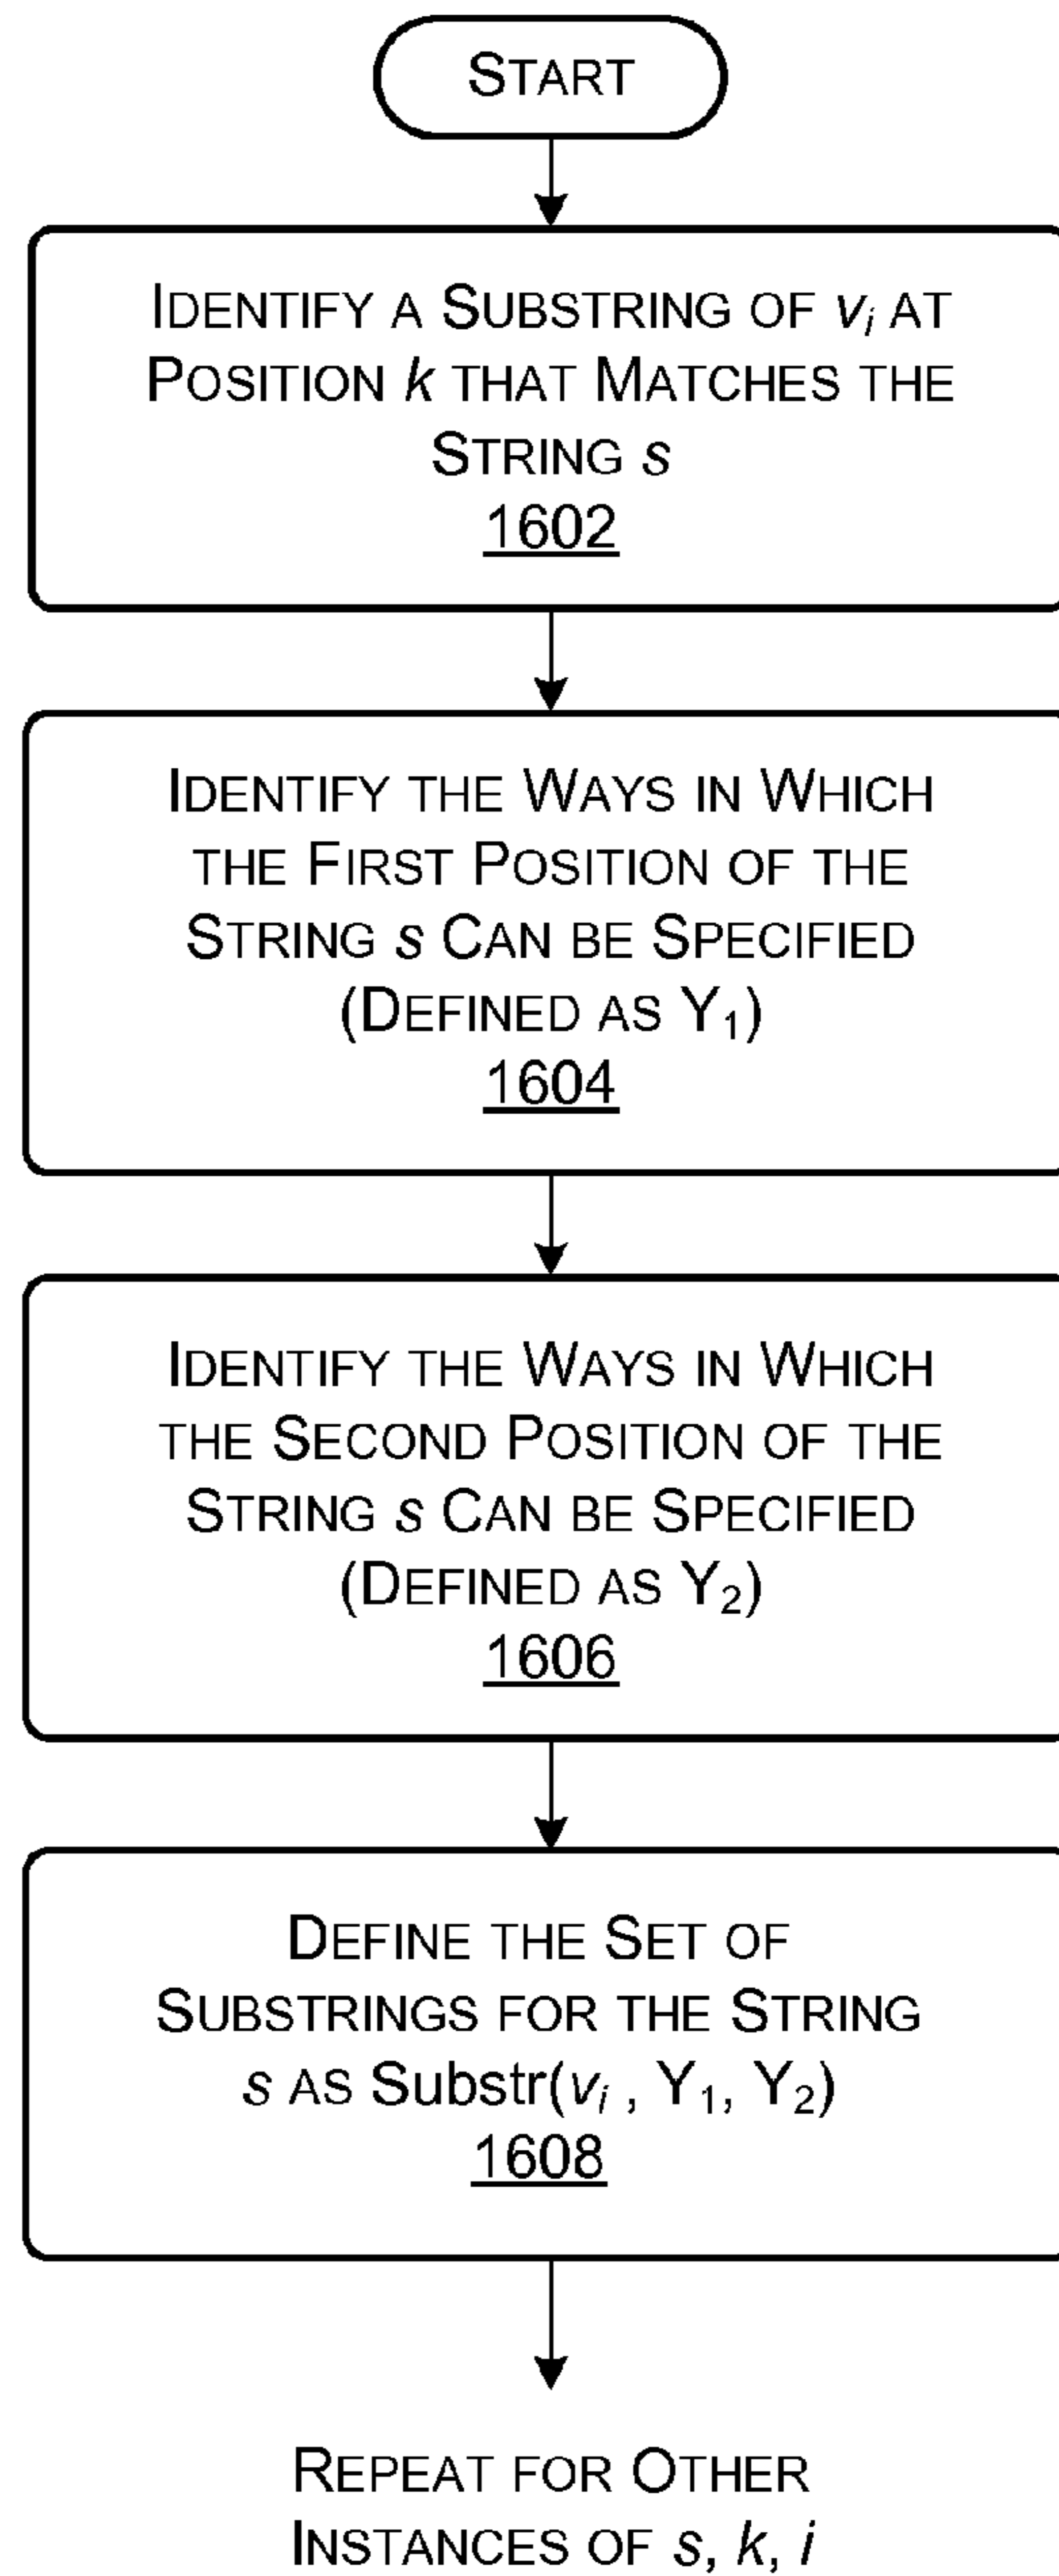 START
IDENTIFY A SUBSTRING OF vᵢ AT
POSITION k THAT MATCHES THE
STRING s
1602
IDENTIFY THE WAYS IN WHICH
THE FIRST POSITION OF THE
STRING s CAN BE SPECIFIED
(DEFINED AS Y₁)
1604
IDENTIFY THE WAYS IN WHICH
THE SECOND POSITION OF THE
STRING s CAN BE SPECIFIED
(DEFINED AS Y₂)
1606
DEFINE THE SET OF
SUBSTRINGS FOR THE STRING
s AS Substr(vᵢ , Y₁, Y₂)
1608
REPEAT FOR OTHER
INSTANCES OF s, k, i